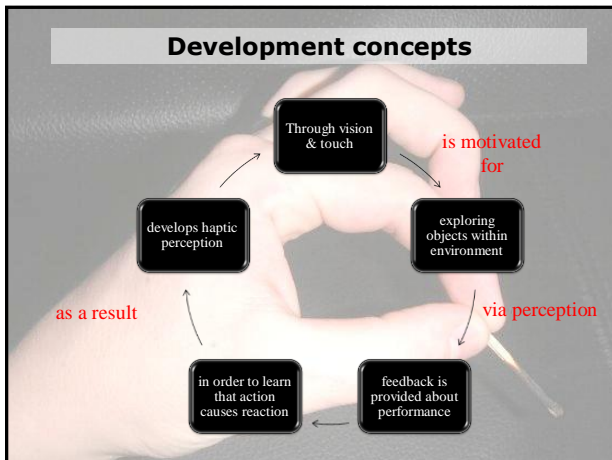 Development concepts
Through vision
& touch
is motivated
for
exploring
objects within
environment
via perception
feedback is
provided about
performance
in order to learn
that action
causes reaction
as a result
develops haptic
perception